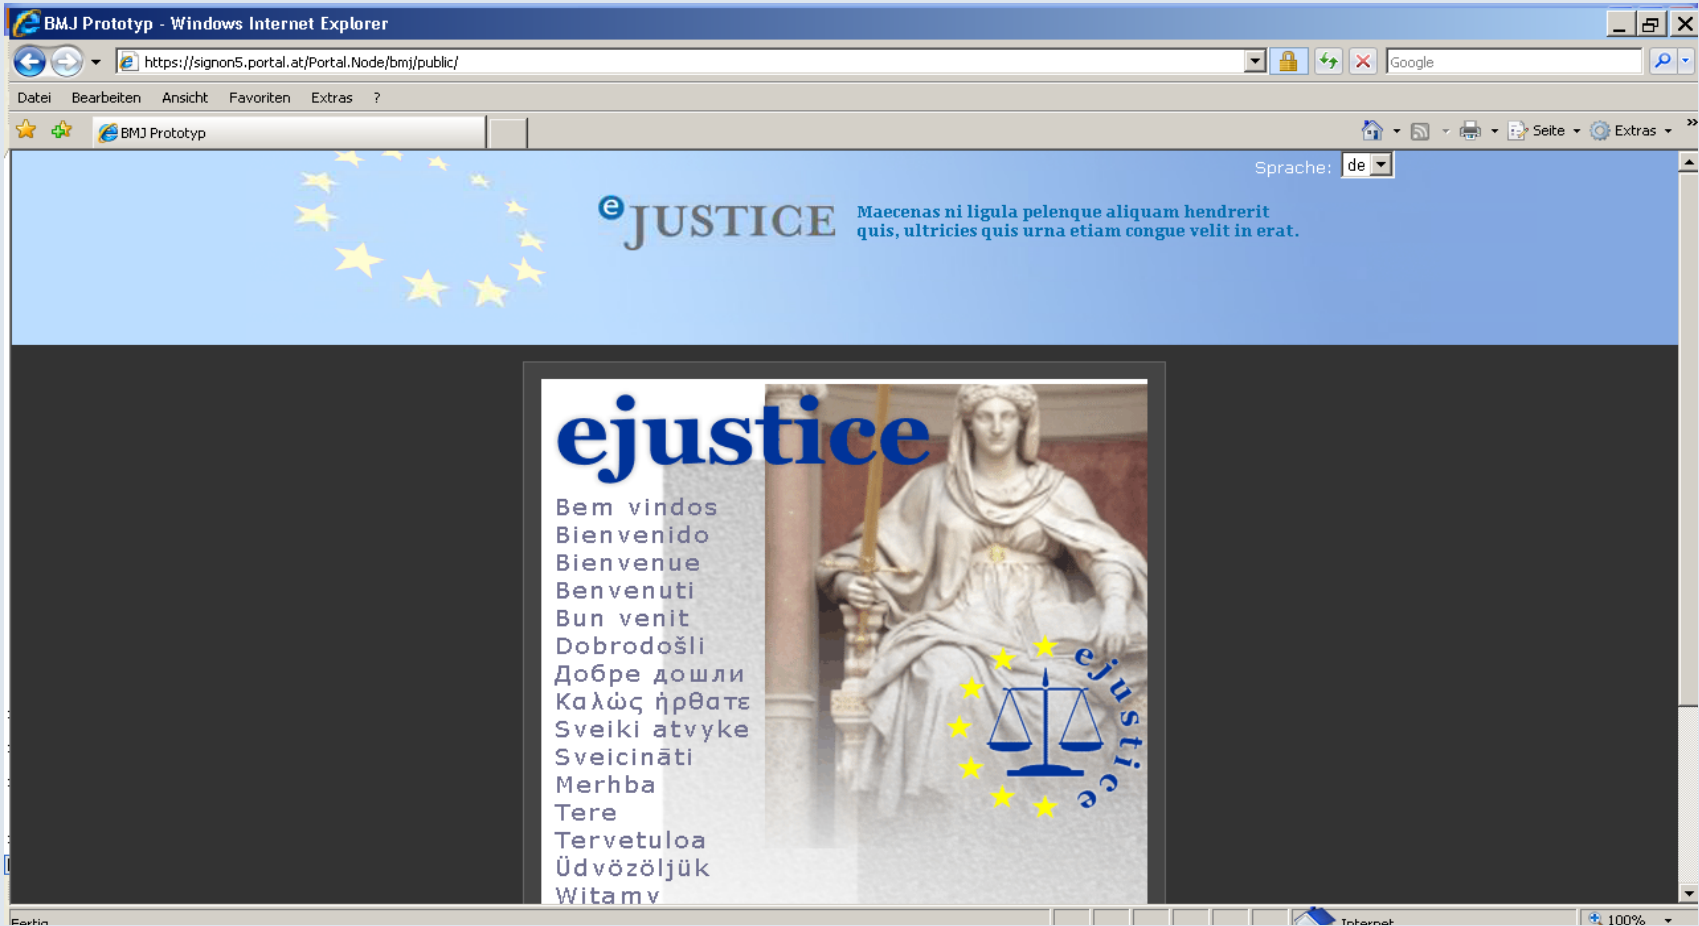 BMJ Prototyp - Windows Internet Explorer
https://signon5.portal.at/Portal.Node/bmj/public/
Google
Datei Bearbeiten Ansicht Favoriten Extras ?
BMJ Prototyp
Seite Extras
Sprache: de
eJUSTICE
Maecenas ni ligula pelenque aliquam hendrerit
quis, ultricies quis urna etiam congue velit in erat.
ejustice
Bem vindos
Bienvenido
Bienvenue
Benvenuti
Bun venit
Dobrodošli
Добре дошли
Καλώς ήρθατε
Sveiki atvyke
Sveicināti
Merhba
Tere
Tervetuloa
Üdvözöljük
Witamy
ejustice
Fertig
Internet
100%